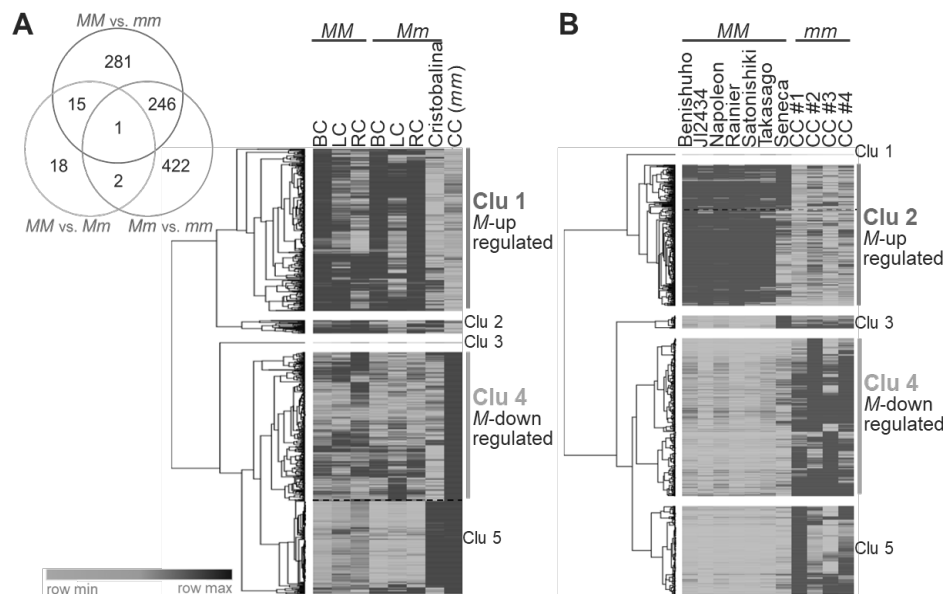 A
MM vs. mm
281
15
246
1
18
422
2
MM vs. Mm
Mm vs. mm
MM
Mm
BC
LC
RC
BC
LC
RC
Cristobalina
CC (mm)
Clu 1
M-up
regulated
Clu 2
Clu 3
Clu 4
M-down
regulated
Clu 5
row min
row max
B
MM
mm
Benishuho
JI2434
Napoleon
Rainier
Satonishiki
Takasago
Seneca
CC #1
CC #2
CC #3
CC #4
Clu 1
Clu 2
M-up
regulated
Clu 3
Clu 4
M-down
regulated
Clu 5